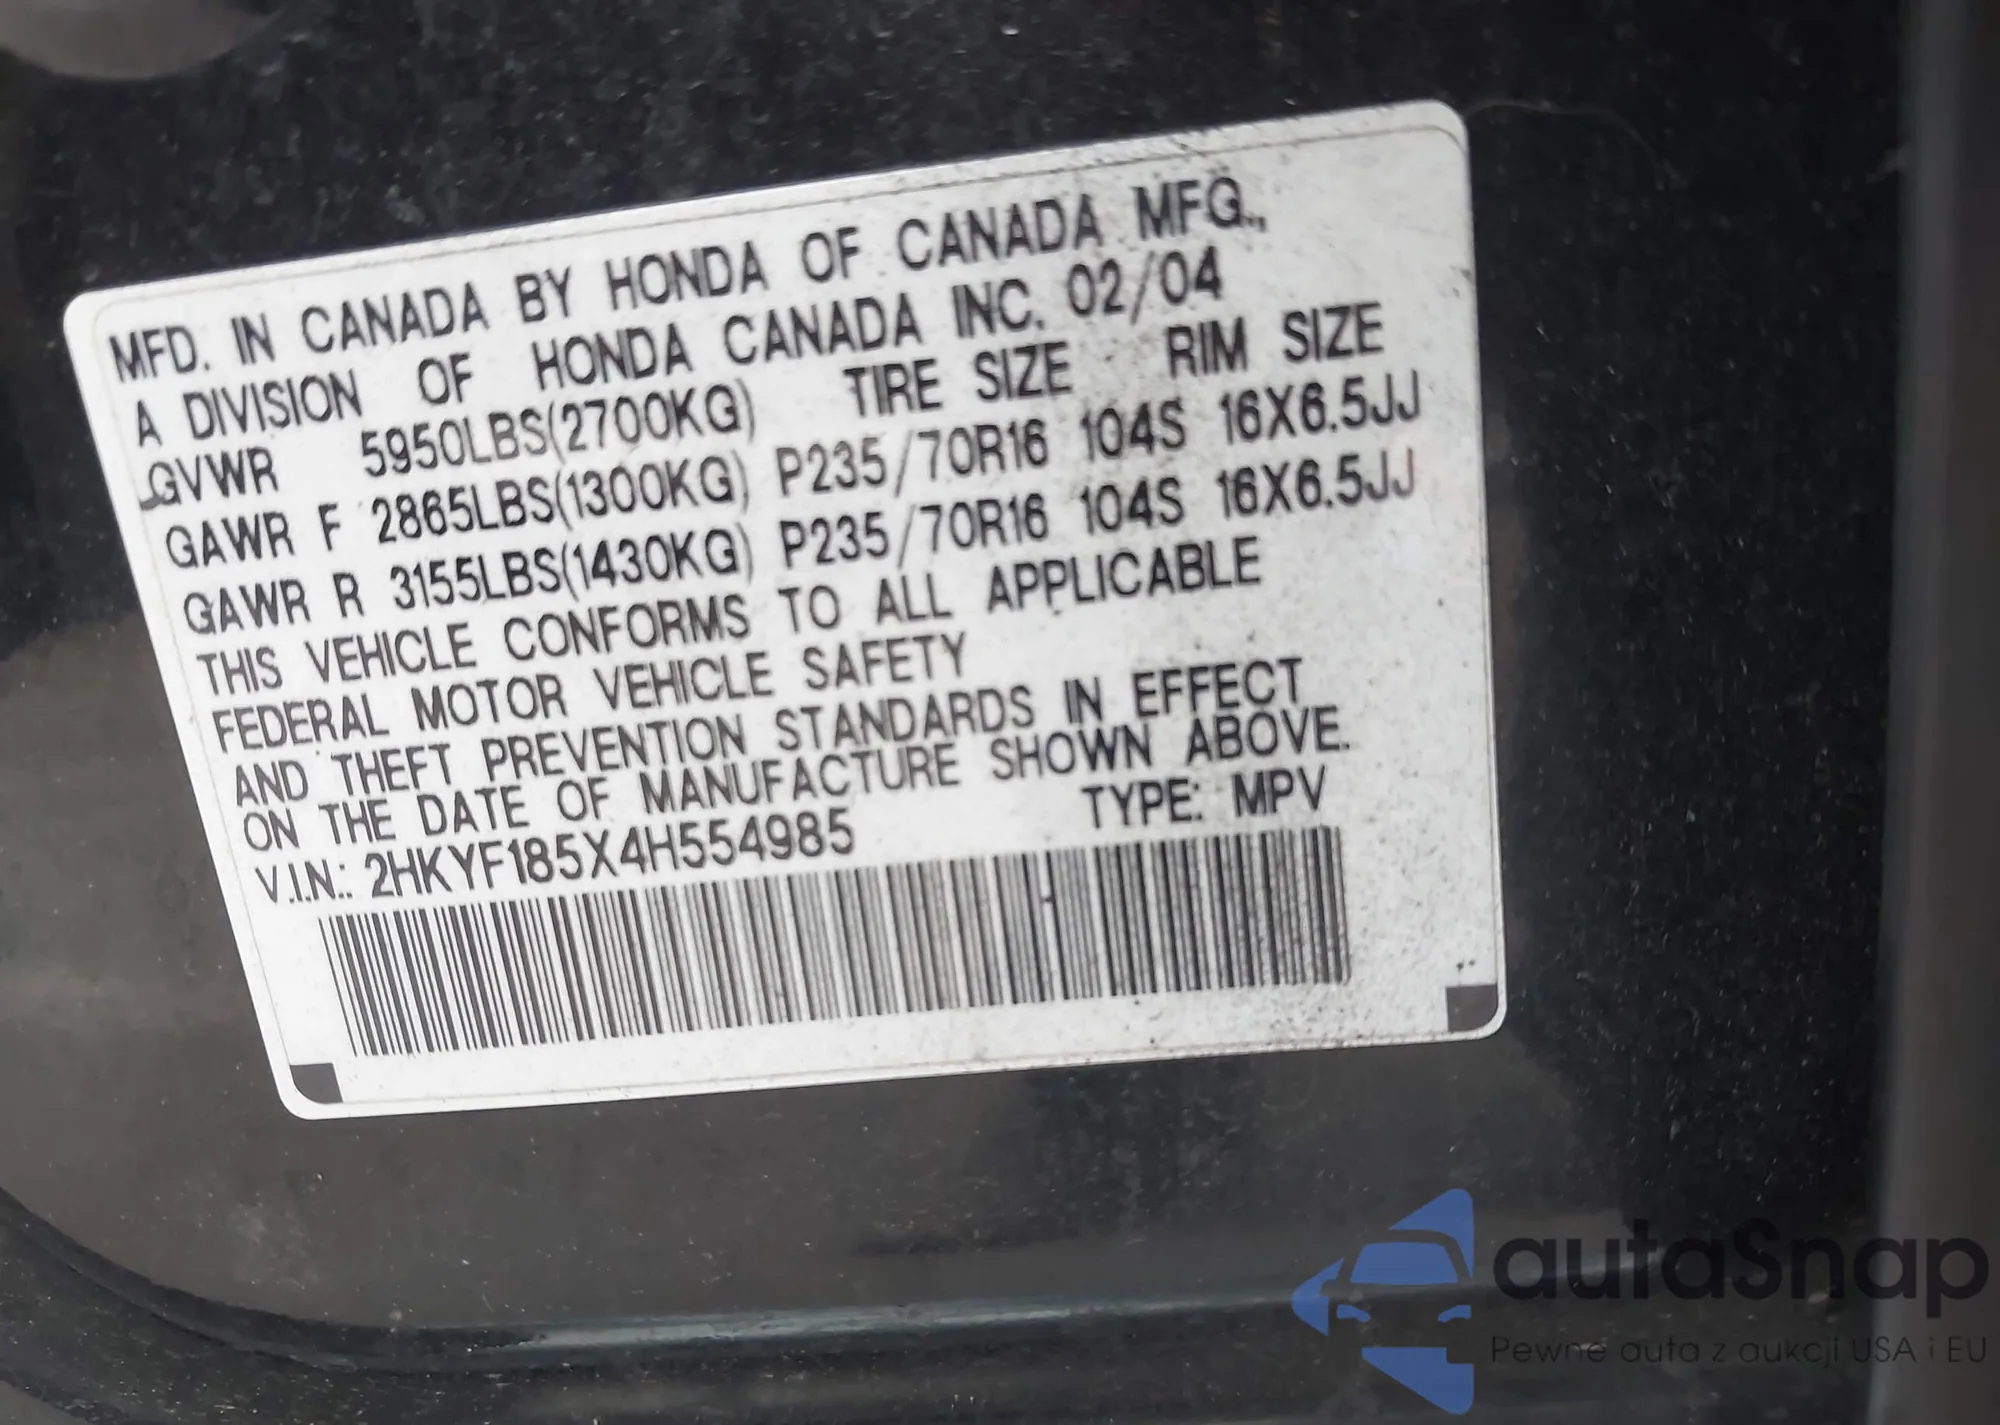 MFD. IN CANADA BY HONDA OF CANADA MFG.,
A DIVISION OF HONDA CANADA INC. 02/04
GVWR 5950LBS(2700KG) TIRE SIZE RIM SIZE
GAWR F 2865LBS(1300KG) P235/70R16 104S 16X6.5JJ
GAWR R 3155LBS(1430KG) P235/70R16 104S 16X6.5JJ
THIS VEHICLE CONFORMS TO ALL APPLICABLE
FEDERAL MOTOR VEHICLE SAFETY
AND THEFT PREVENTION STANDARDS IN EFFECT
ON THE DATE OF MANUFACTURE SHOWN ABOVE.
V.I.N.: 2HKYF185X4H554985 TYPE: MPV
autaSnap
Pewne auta z aukcji USA i EU